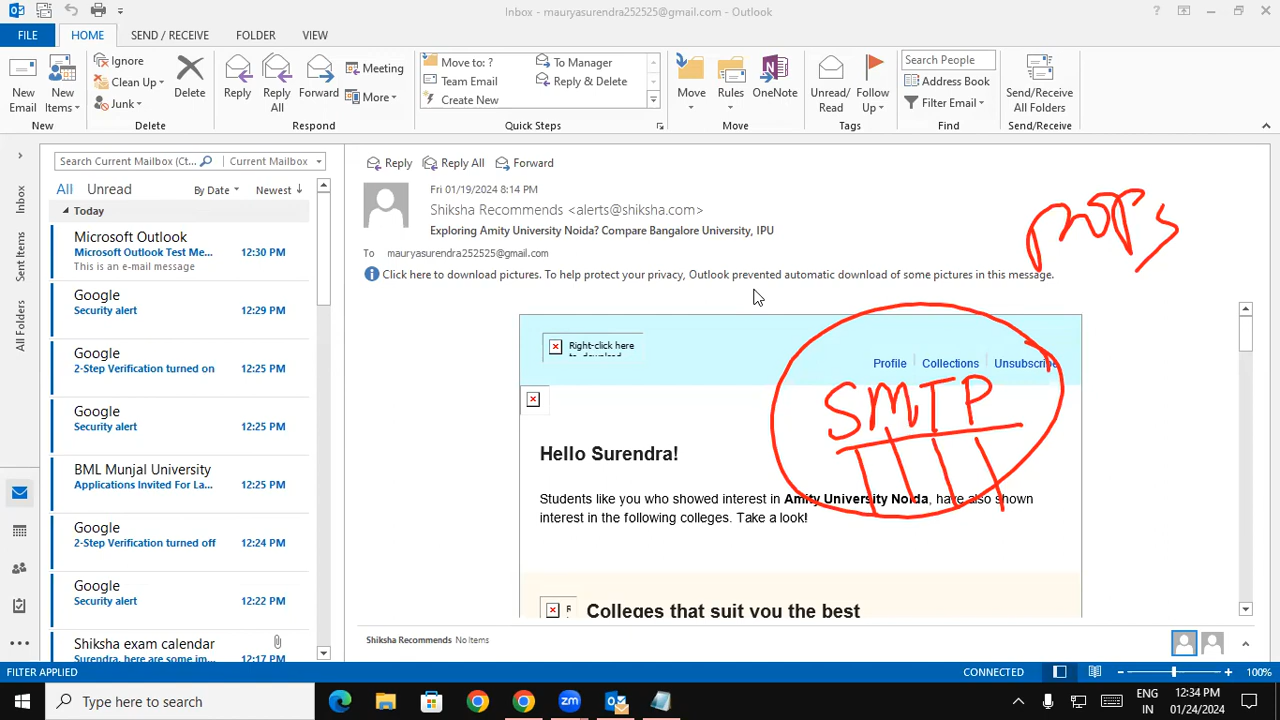 Inbox - mauryasurendra252525@gmail.com - Outlook
FILE HOME SEND / RECEIVE FOLDER VIEW
New Email
New Items
Ignore
Clean Up
Junk
Delete
Reply
Reply All
Forward
Meeting
More
Move to: ?
Team Email
Create New
To Manager
Reply & Delete
Move
Rules
OneNote
Unread/ Read
Follow Up
Search People
Address Book
Filter Email
Send/Receive All Folders
New Delete Respond Quick Steps Move Tags Find Send/Receive
Search Current Mailbox (Ct... Current Mailbox
All Unread By Date Newest
Today
Microsoft Outlook
Microsoft Outlook Test Me... 12:30 PM
This is an e-mail message
Google
Security alert 12:29 PM
Google
2-Step Verification turned on 12:25 PM
Google
Security alert 12:25 PM
BML Munjal University
Applications Invited For La... 12:25 PM
Google
2-Step Verification turned off 12:24 PM
Google
Security alert 12:22 PM
Shiksha exam calendar
Surendra, here are some im... 12:17 PM
Inbox
Sent Items
All Folders
Reply Reply All Forward
Fri 01/19/2024 8:14 PM
Shiksha Recommends <alerts@shiksha.com>
Exploring Amity University Noida? Compare Bangalore University, IPU
To mauryasurendra252525@gmail.com
Click here to download pictures. To help protect your privacy, Outlook prevented automatic download of some pictures in this message.
Right-click here
Profile Collections Unsubscribe
SMTP
Hello Surendra!
Students like you who showed interest in Amity University Noida, have also shown
interest in the following colleges. Take a look!
Colleges that suit you the best
Shiksha Recommends No Items
FILTER APPLIED CONNECTED 100%
Type here to search
ENG
IN
12:34 PM
01/24/2024